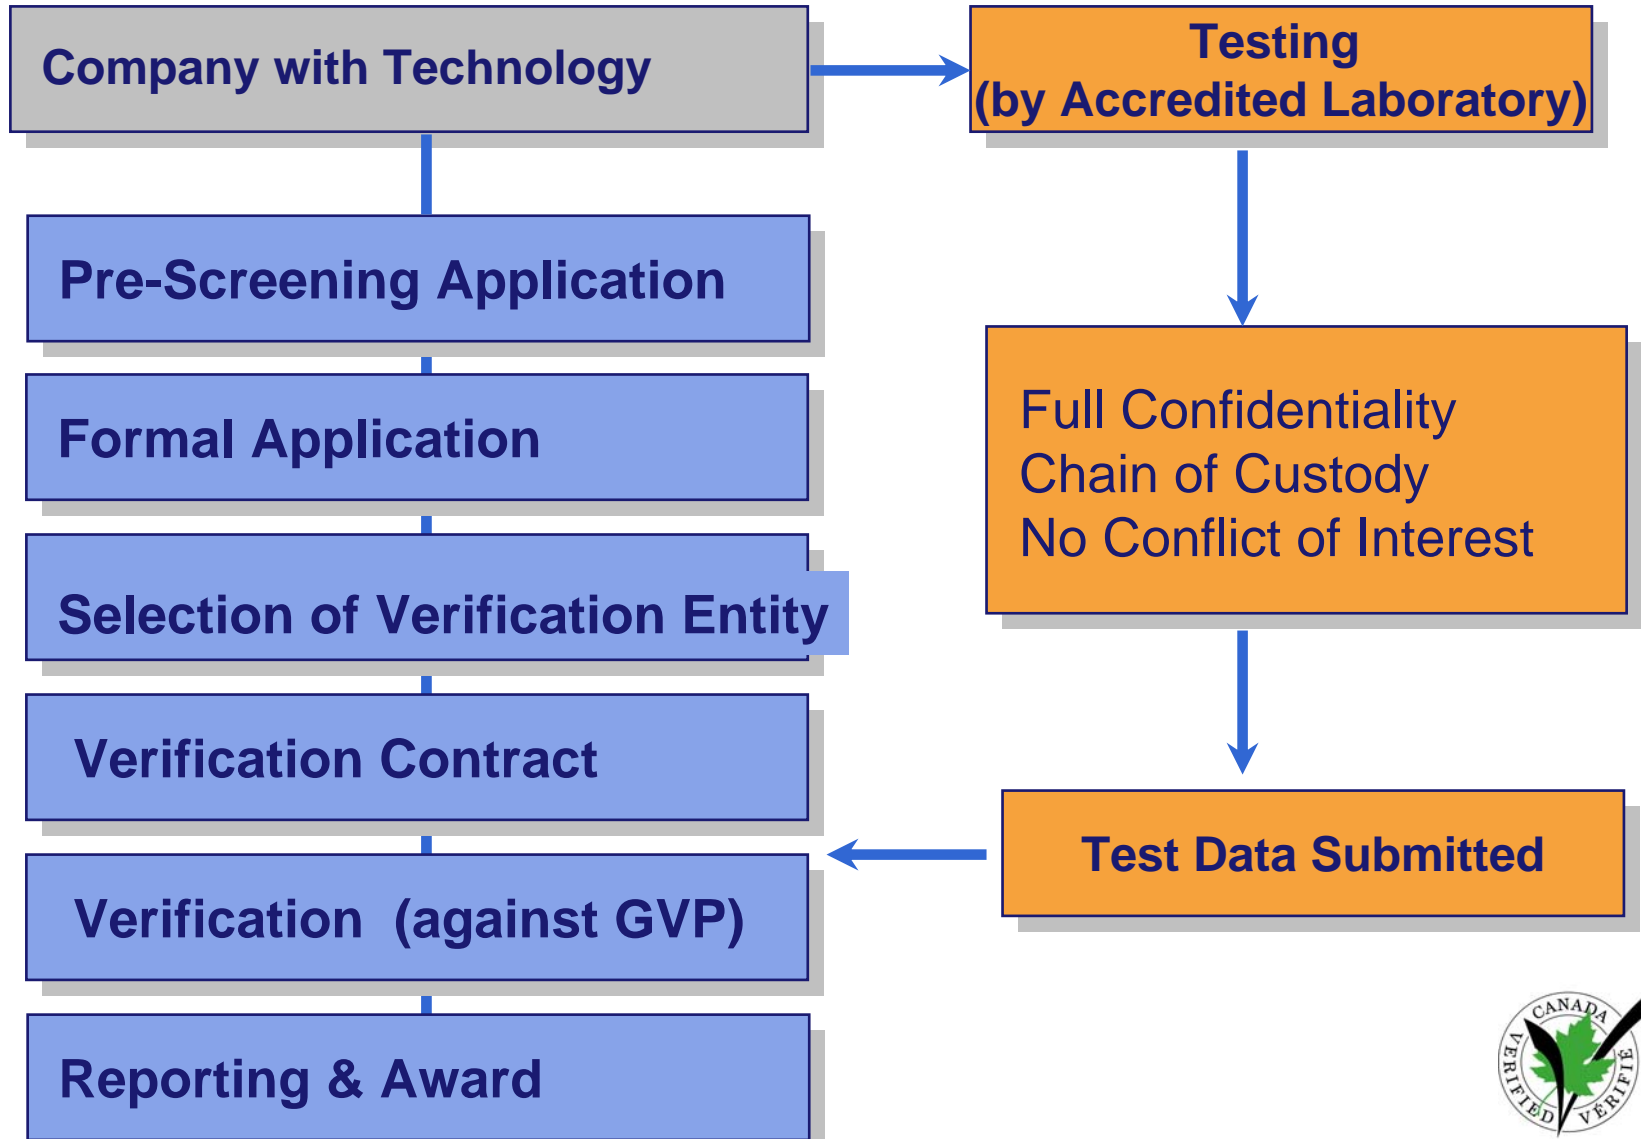 Company with Technology
Testing
(by Accredited Laboratory)
Pre-Screening Application
Formal Application
Selection of Verification Entity
Verification Contract
Verification  (against GVP)
Reporting & Award
Full Confidentiality
Chain of Custody
No Conflict of Interest
Test Data Submitted
CANADA
VERIFIED
VÉRIFIÉ